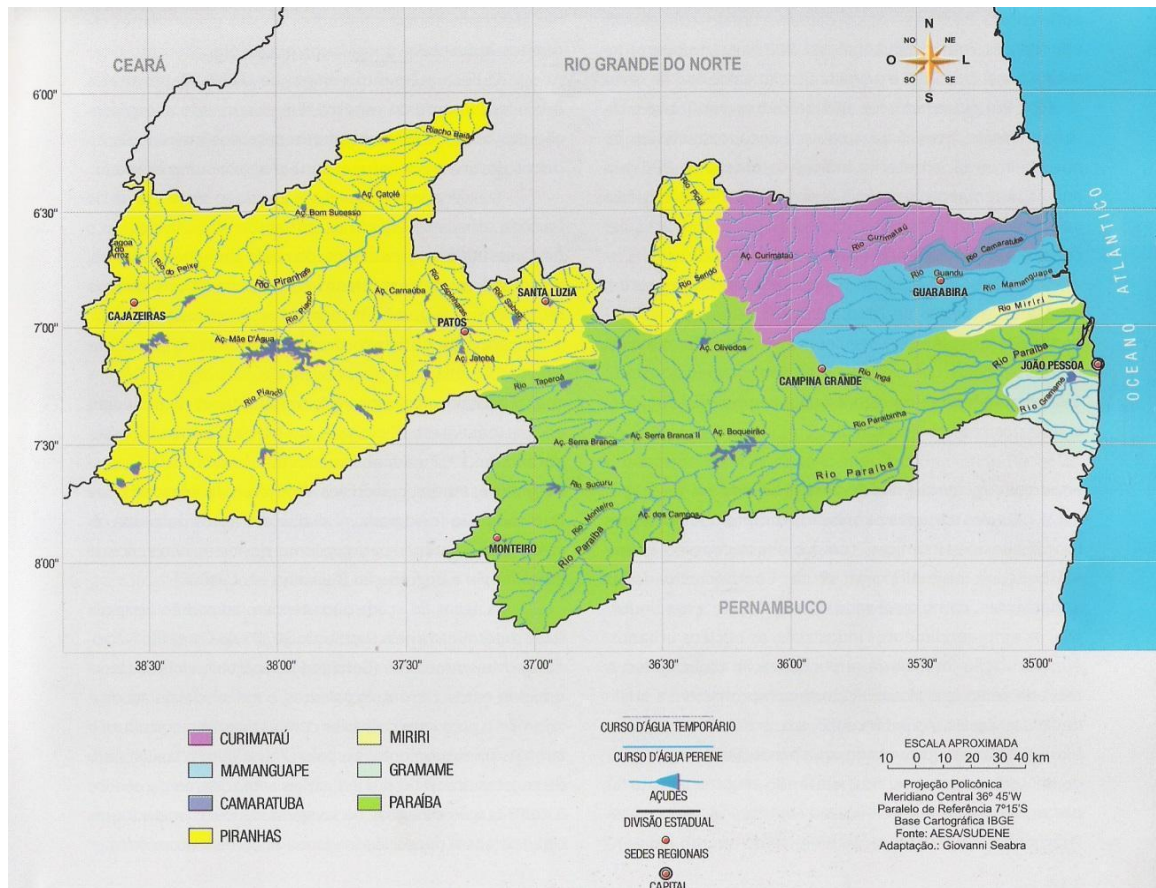 N
NO
NE
O
L
SO
SE
S
CEARÁ
RIO GRANDE DO NORTE
OCEANO ATLÂNTICO
PERNAMBUCO
6'00"
6'30"
7'00"
7'30"
8'00"
Riacho Baião
Aç. Catolé
Aç. Bom Sucesso
Lagoa do Arroz
Rio do Peixe
Rio Piranhas
CAJAZEIRAS
Rio Piancó
Aç. Carnaúba
Rio Espinharas
Rio Sabugi
SANTA LUZIA
PATOS
Aç. Mãe D'Água
Aç. Jatobá
Rio Piancó
Rio Picuí
Rio Seridó
Aç. Curimataú
Rio Curimataú
Rio Camaratuba
Rio Guandu
GUARABIRA
Rio Mamanguape
Rio Miriri
Aç. Olivedos
Rio Paraíba
JOÃO PESSOA
CAMPINA GRANDE
Rio Ingá
Rio Gramame
Rio Taperoá
Rio Paraibinha
Aç. Serra Branca
Aç. Serra Branca II
Aç. Boqueirão
Rio Paraíba
Rio Sucuru
Rio Monteiro
Aç. dos Campos
MONTEIRO
Rio Paraíba
38'30"
38'00"
37'30"
37'00"
36'30"
36'00"
35'30"
35'00"
CURIMATAÚ
MAMANGUAPE
CAMARATUBA
PIRANHAS
MIRIRI
GRAMAME
PARAÍBA
CURSO D'ÁGUA TEMPORÁRIO
CURSO D'ÁGUA PERENE
AÇUDES
DIVISÃO ESTADUAL
SEDES REGIONAIS
CAPITAL
ESCALA APROXIMADA
10 0 10 20 30 40 km
Projeção Policônica
Meridiano Central 36º 45'W
Paralelo de Referência 7º15'S
Base Cartográfica IBGE
Fonte: AESA/SUDENE
Adaptação.: Giovanni Seabra